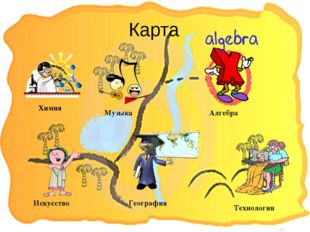 Карта
algebra
Химия
Музыка
Алгебра
Искусство
География
Технологии